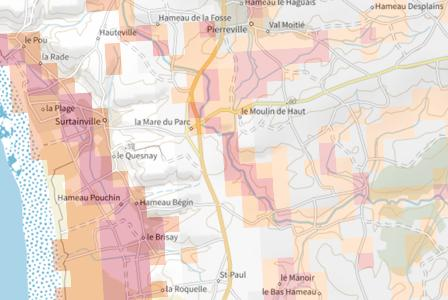 Hameau le Haguais
Hameau Desplains
Hameau de la Fosse
Pierreville
Val Moitié
Hauteville
le Pou
la Rade
la Plage
Surtainville
la Mare du Parc
le Moulin de Haut
le Quesnay
Hameau Pouchin
Hameau Bégin
le Brisay
St-Paul
la Roquelle
le Manoir
le Bas Hameau